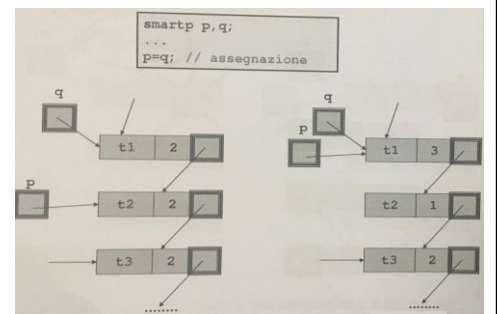 smartp p,q;
...
p=q; // assegnazione
q
t1 2
p
t2 2
t3 2
........
q
p
t1 3
t2 1
t3 2
........